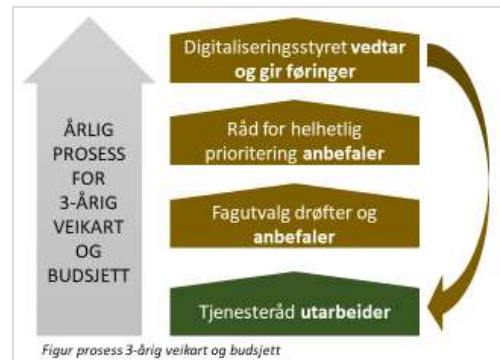 ÅRLIG
PROSESS
FOR
3-ÅRIG
VEIKART
OG
BUDSJETT
Digitaliseringsstyret vedtar
og gir føringer
Råd for helhetlig
prioritering anbefaler
Fagutvalg drøfter og
anbefaler
Tjenesteråd utarbeider
Figur prosess 3-årig veikart og budsjett